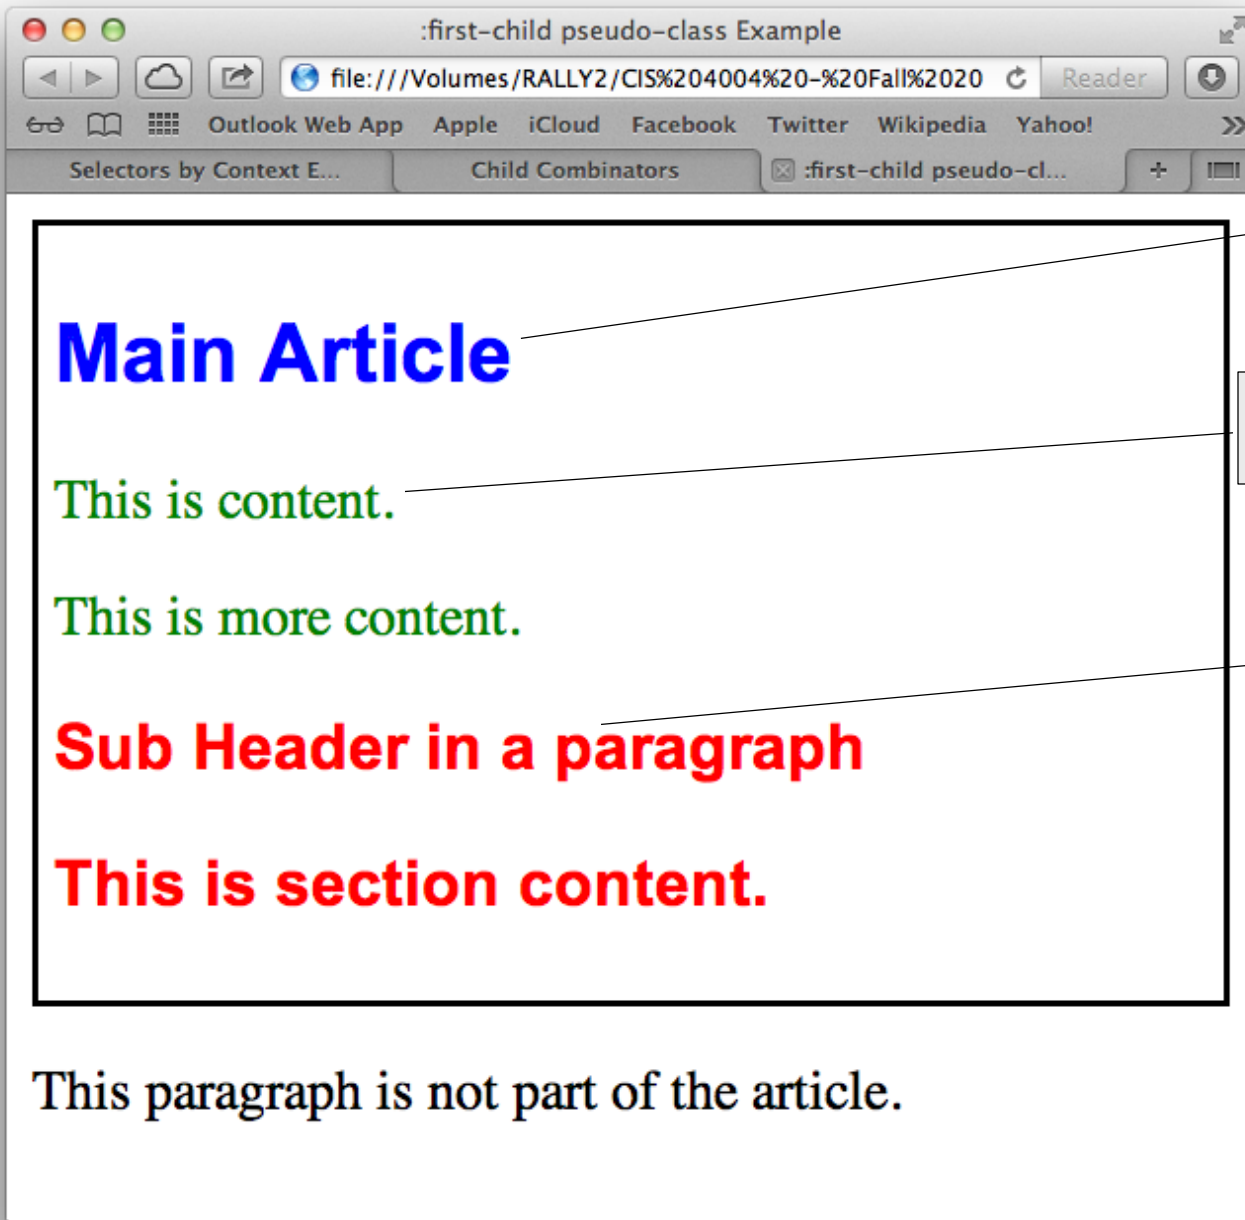 :first-child pseudo-class Example
file:///Volumes/RALLY2/CIS%204004%20-%20Fall%2020
Reader
Outlook Web App Apple iCloud Facebook Twitter Wikipedia Yahoo!
Selectors by Context E... Child Combinators :first-child pseudo-cl...
Main Article
This is content.
This is more content.
Sub Header in a paragraph
This is section content.
This paragraph is not part of the article.